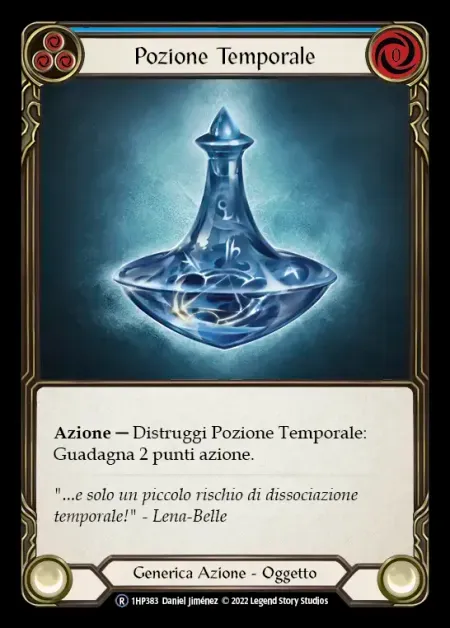 Pozione Temporale
0
Azione — Distruggi Pozione Temporale:
Guadagna 2 punti azione.
"...e solo un piccolo rischio di dissociazione
temporale!" - Lena-Belle
Generica Azione - Oggetto
R 1HP383 Daniel Jiménez © 2022 Legend Story Studios